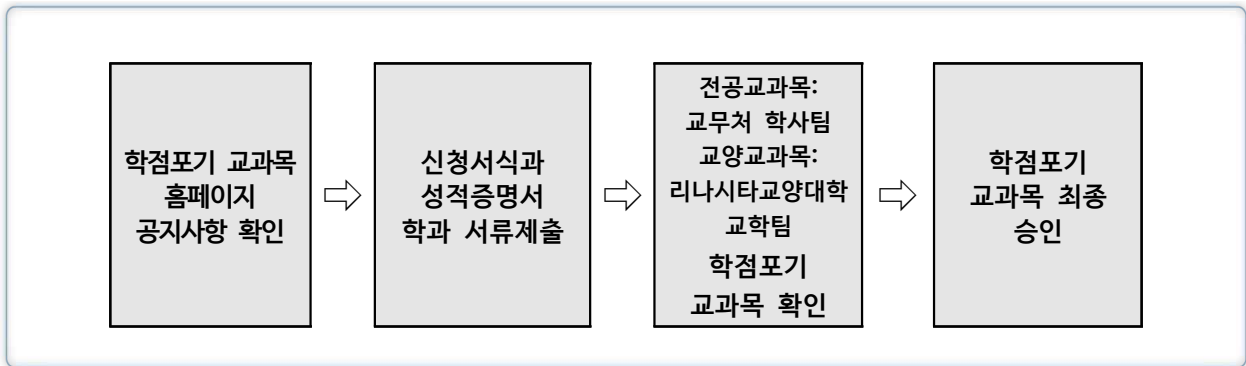 학점포기 교과목
홈페이지
공지사항 확인
신청서식과
성적증명서
학과 서류제출
전공교과목:
교무처 학사팀
교양교과목:
리나시타교양대학
교학팀
학점포기
교과목 확인
학점포기
교과목 최종
승인